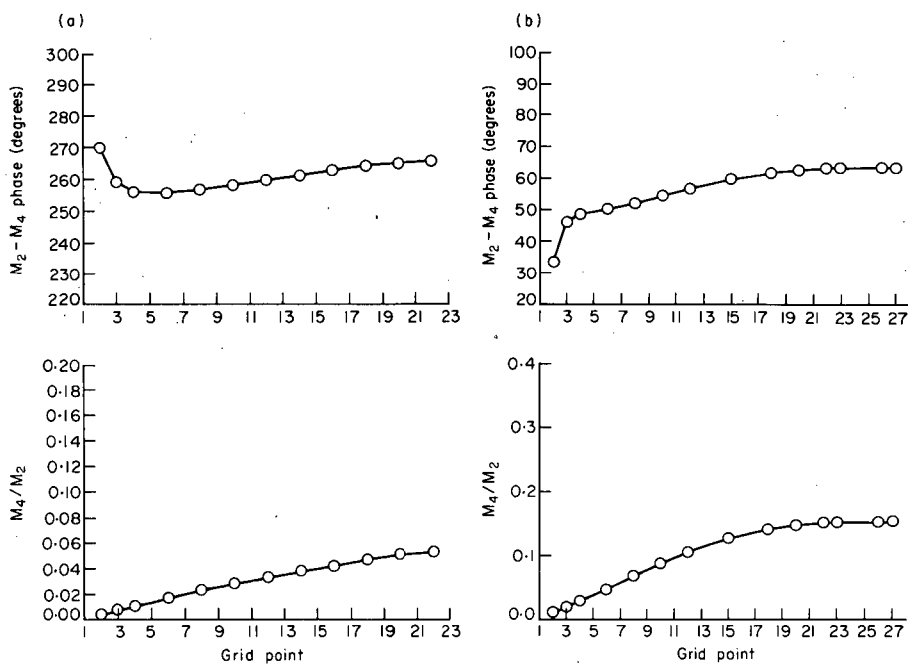 (a)
M2 – M4 phase (degrees)
300
290
280
270
260
250
240
230
220
1 3 5 7 9 11 13 15 17 19 21 23
(b)
M2 – M4 phase (degrees)
100
90
80
70
60
50
40
30
20
1 3 5 7 9 11 13 15 17 19 21 23 25 27
M4/M2
0·20
0·18
0·16
0·14
0·12
0·10
0·08
0·06
0·04
0·02
0·00
1 3 5 7 9 11 13 15 17 19 21 23
Grid point
M4/M2
0·4
0·3
0·2
0·1
0·0
1 3 5 7 9 11 13 15 17 19 21 23 25 27
Grid point